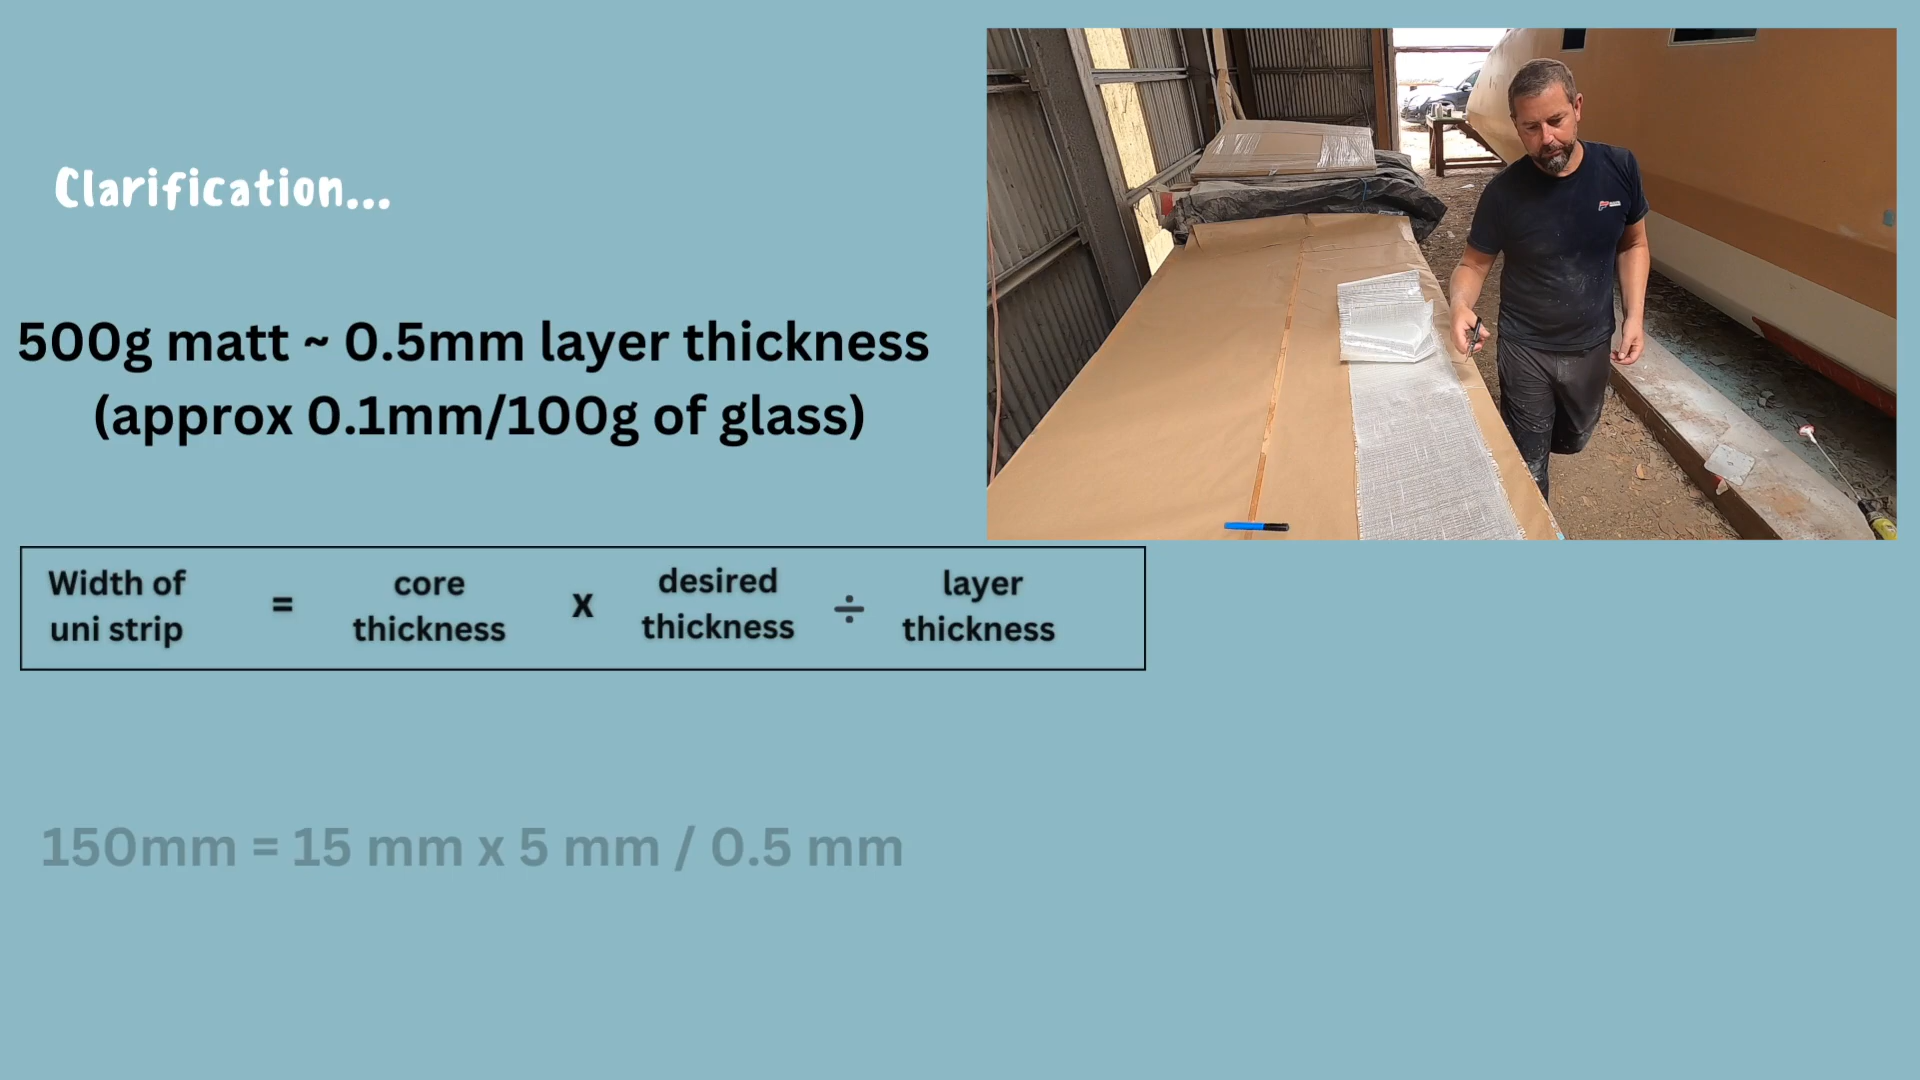 Clarification...
500g matt ~ 0.5mm layer thickness
(approx 0.1mm/100g of glass)
Width of uni strip = core thickness x desired thickness ÷ layer thickness
150mm = 15 mm x 5 mm / 0.5 mm